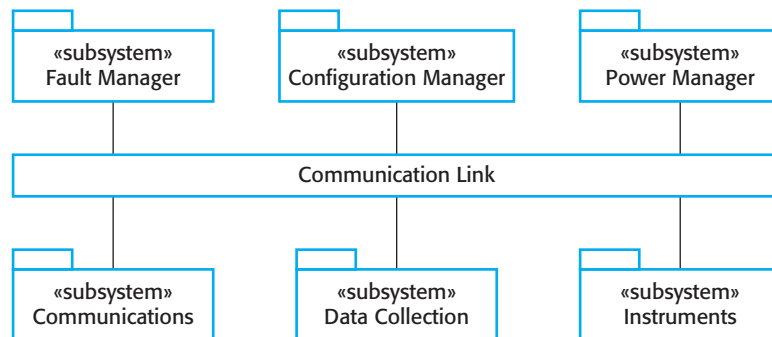 «subsystem»
Fault Manager
«subsystem»
Configuration Manager
«subsystem»
Power Manager
Communication Link
«subsystem»
Communications
«subsystem»
Data Collection
«subsystem»
Instruments